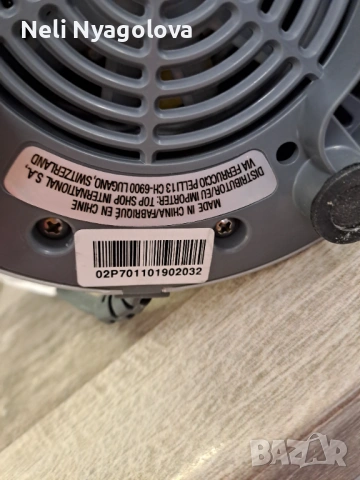 Neli Nyagolova
MADE IN CHINA/FABRIQUÉ EN CHINE
DISTRIBUTOR/EU IMPORTER: TOP SHOP INTERNATIONAL S.A.
VIA FERRUCCIO PELLI 13 CH-6900 LUGANO, SWITZERLAND
02P701101902032
BAZAR